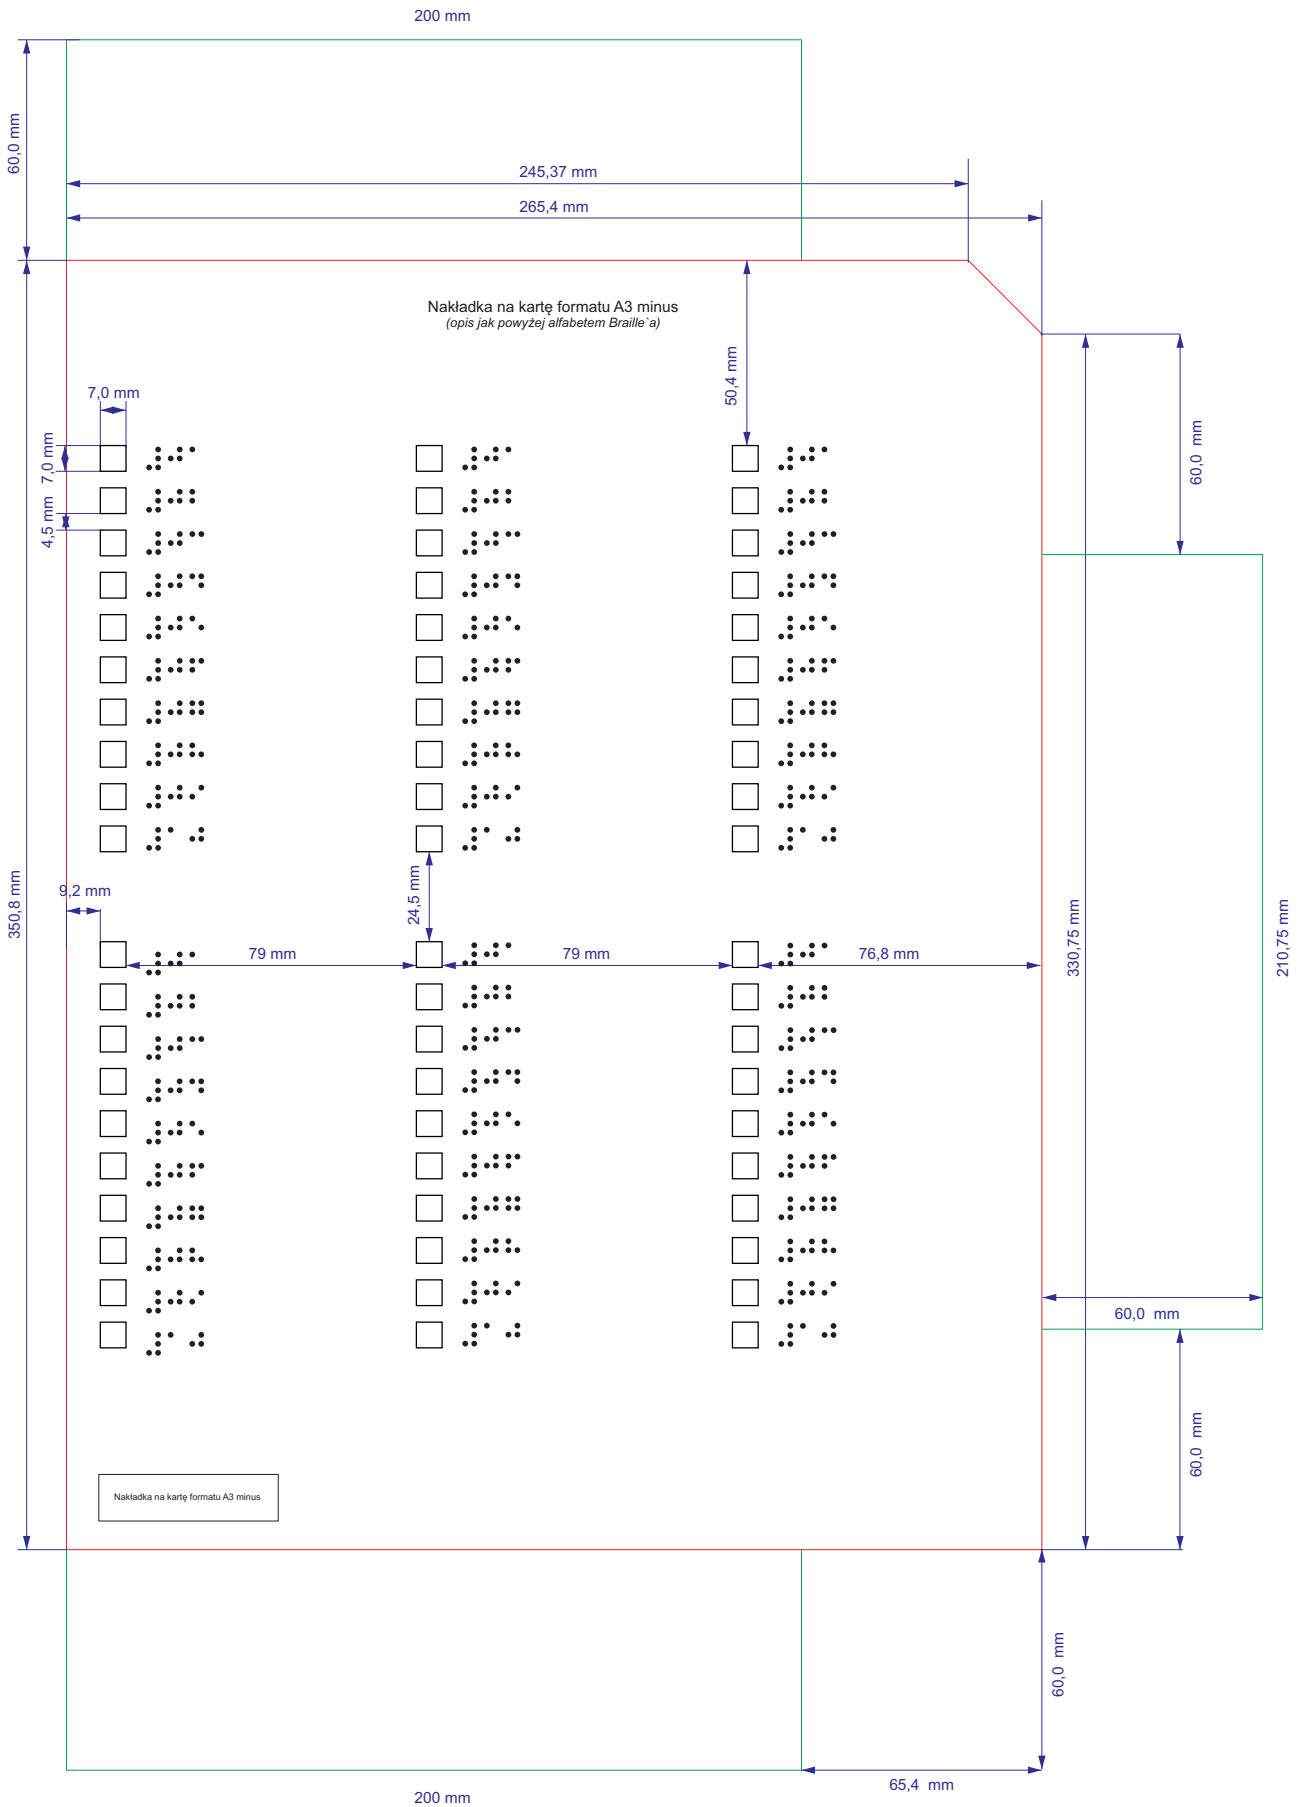 200 mm
60,0 mm
245,37 mm
265,4 mm
Nakładka na kartę formatu A3 minus
(opis jak powyżej alfabetem Braille`a)
50,4 mm
7,0 mm
7,0 mm
60,0 mm
4,5 mm
9,2 mm
24,5 mm
350,8 mm
79 mm
79 mm
76,8 mm
330,75 mm
210,75 mm
60,0 mm
60,0 mm
Nakładka na kartę formatu A3 minus
60,0 mm
65,4 mm
200 mm